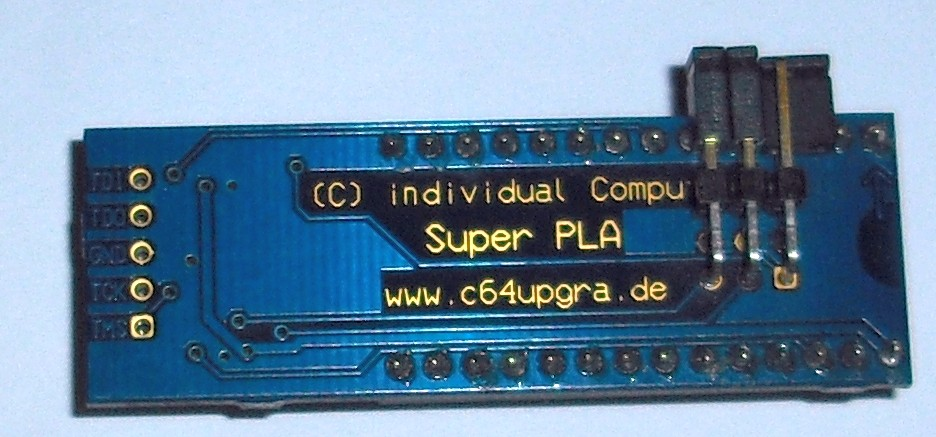 TDI
TDO
GND
TCK
TMS
(C) individual Compu
Super PLA
www.c64upgra.de